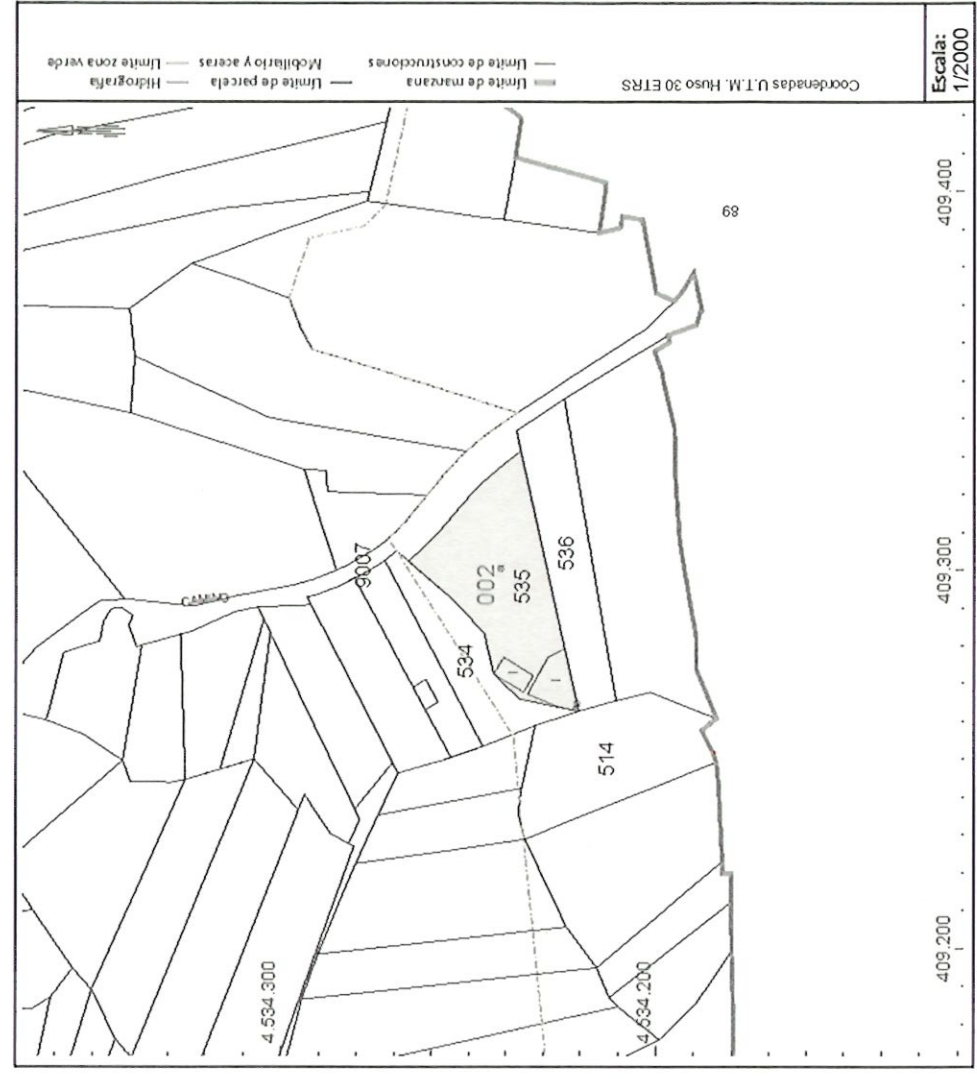 Límite de manzana
Límite de parcela
Hidrografía
Límite de construcciones
Mobiliario y aceras
Límite zona verde
Coordenadas U.T.M. Huso 30 ETRS
Escala:
1/2000
4.534.300
4.534.200
409.200
409.300
409.400
9007
534
002
a
535
536
514
I
I
89